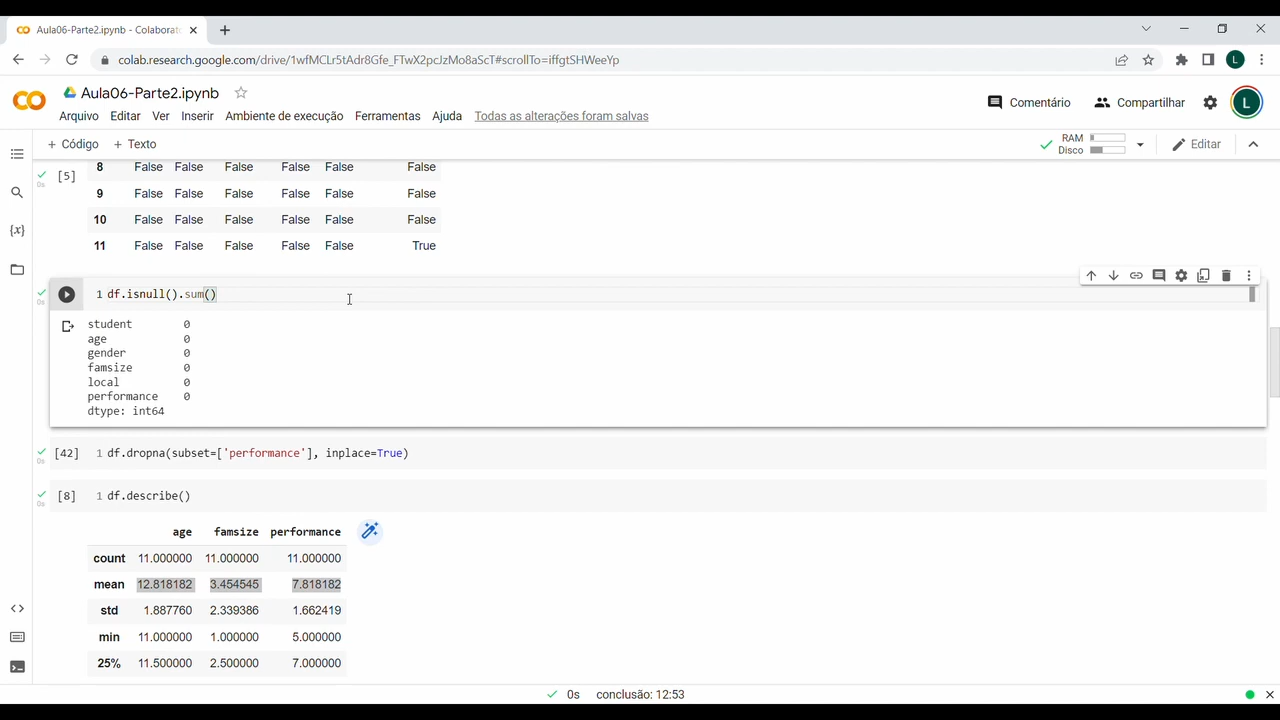 Aula06-Parte2.ipynb - Colaborat
colab.research.google.com/drive/1wfMCLr5tAdr8Gfe_FTwX2pcJzMo8aScT#scrollTo=iffgtSHWeeYp
L
Aula06-Parte2.ipynb
Arquivo Editar Ver Inserir Ambiente de execução Ferramentas Ajuda Todas as alterações foram salvas
Comentário Compartilhar L
+ Código + Texto
RAM
Disco
Editar
[5]
0s
8 False False False False False False
9 False False False False False False
10 False False False False False False
11 False False False False False True
0s
1 df.isnull().sum()
student 0
age 0
gender 0
famsize 0
local 0
performance 0
dtype: int64
[42] 1 df.dropna(subset=['performance'], inplace=True)
0s
[8] 1 df.describe()
0s
age famsize performance
count 11.000000 11.000000 11.000000
mean 12.818182 3.454545 7.818182
std 1.887760 2.339386 1.662419
min 11.000000 1.000000 5.000000
25% 11.500000 2.500000 7.000000
0s conclusão: 12:53